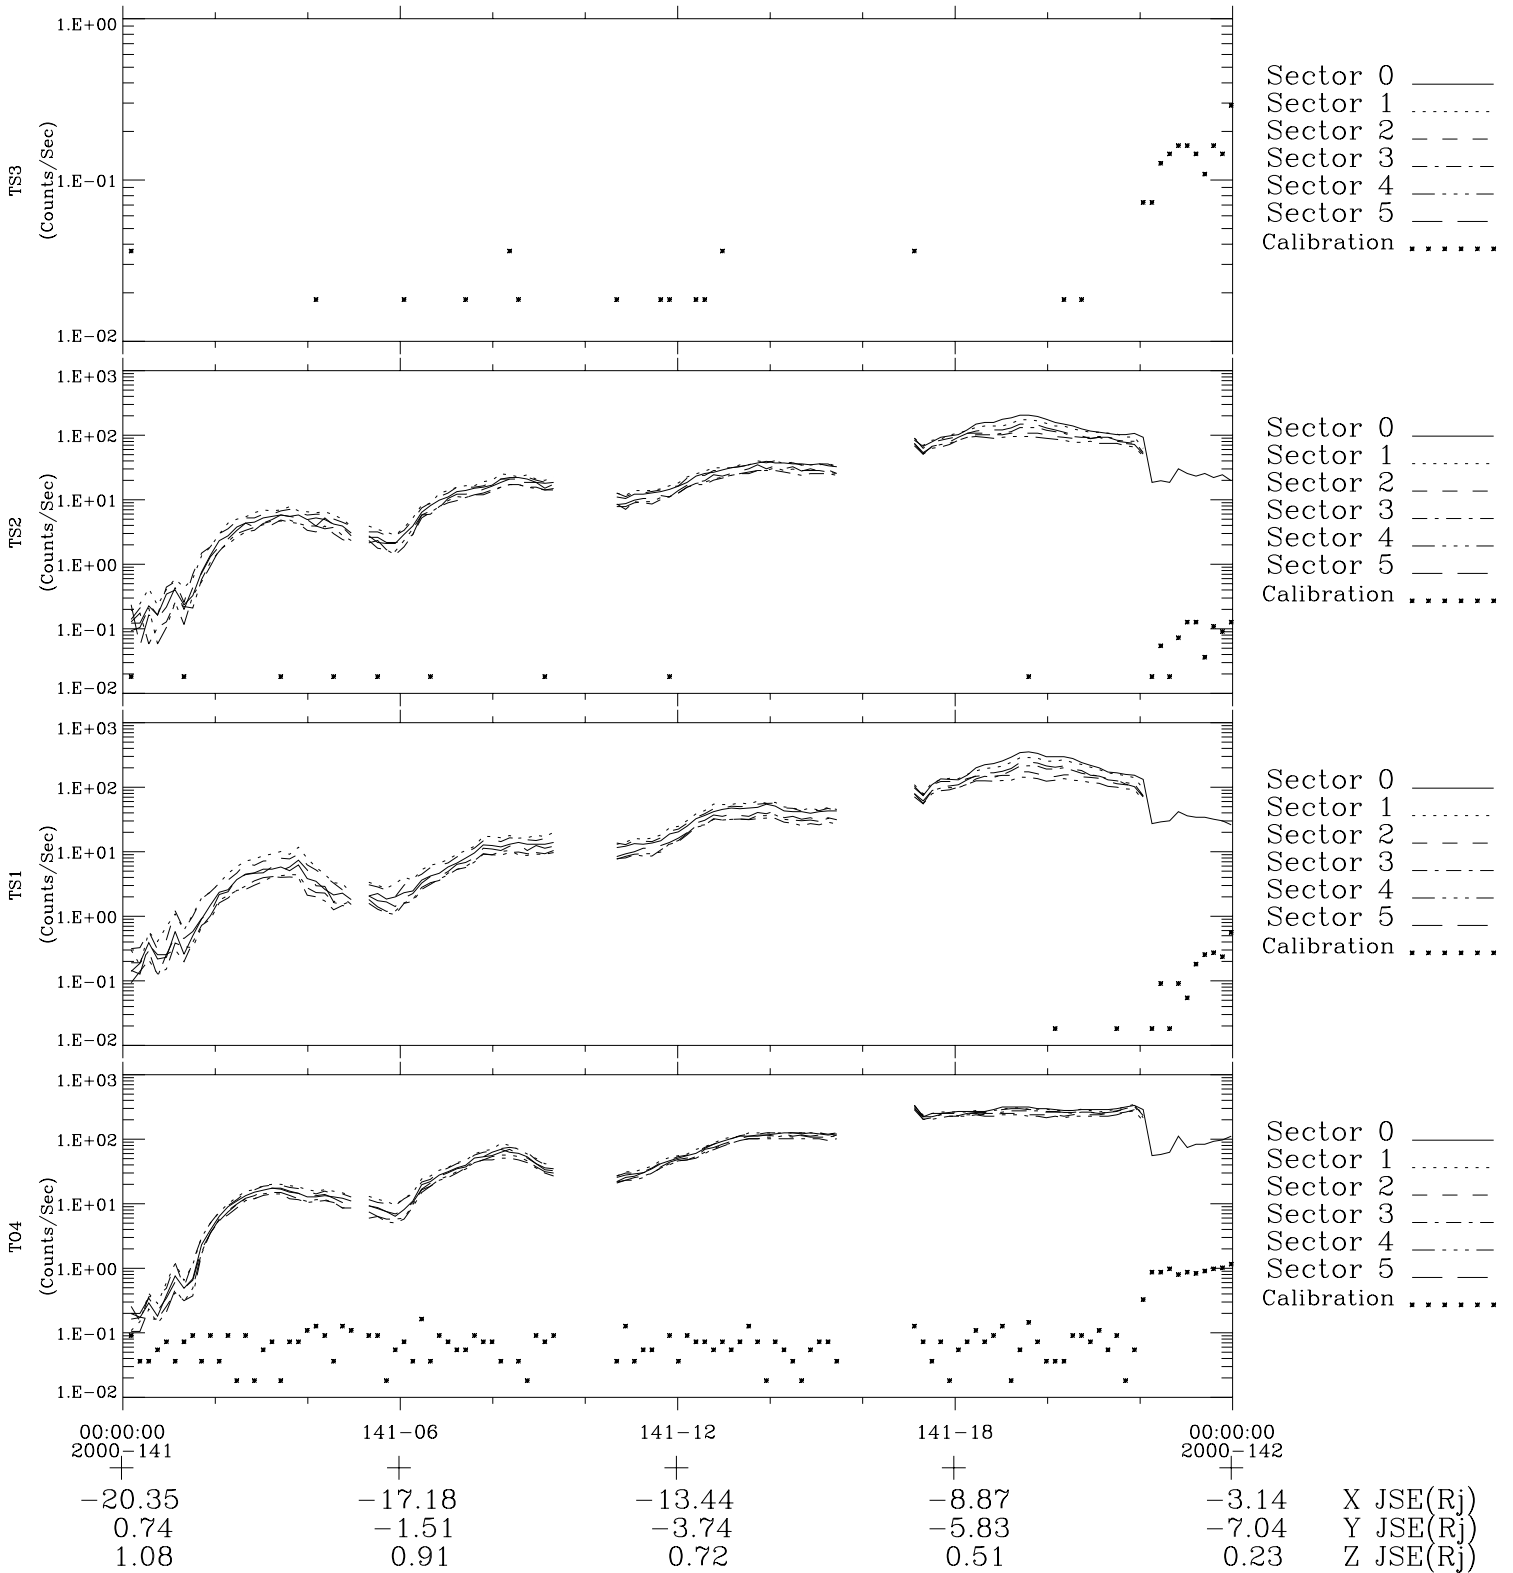 1.E+00
1.E-01
1.E-02
TS3
(Counts/Sec)
Sector 0
Sector 1
Sector 2
Sector 3
Sector 4
Sector 5
Calibration
1.E+03
1.E+02
1.E+01
1.E+00
1.E-01
1.E-02
TS2
(Counts/Sec)
Sector 0
Sector 1
Sector 2
Sector 3
Sector 4
Sector 5
Calibration
1.E+03
1.E+02
1.E+01
1.E+00
1.E-01
1.E-02
TS1
(Counts/Sec)
Sector 0
Sector 1
Sector 2
Sector 3
Sector 4
Sector 5
Calibration
1.E+03
1.E+02
1.E+01
1.E+00
1.E-01
1.E-02
TO4
(Counts/Sec)
Sector 0
Sector 1
Sector 2
Sector 3
Sector 4
Sector 5
Calibration
00:00:00 141-06 141-12 141-18 00:00:00
2000-141 2000-142
-20.35 -17.18 -13.44 -8.87 -3.14 X JSE(Rj)
0.74 -1.51 -3.74 -5.83 -7.04 Y JSE(Rj)
1.08 0.91 0.72 0.51 0.23 Z JSE(Rj)